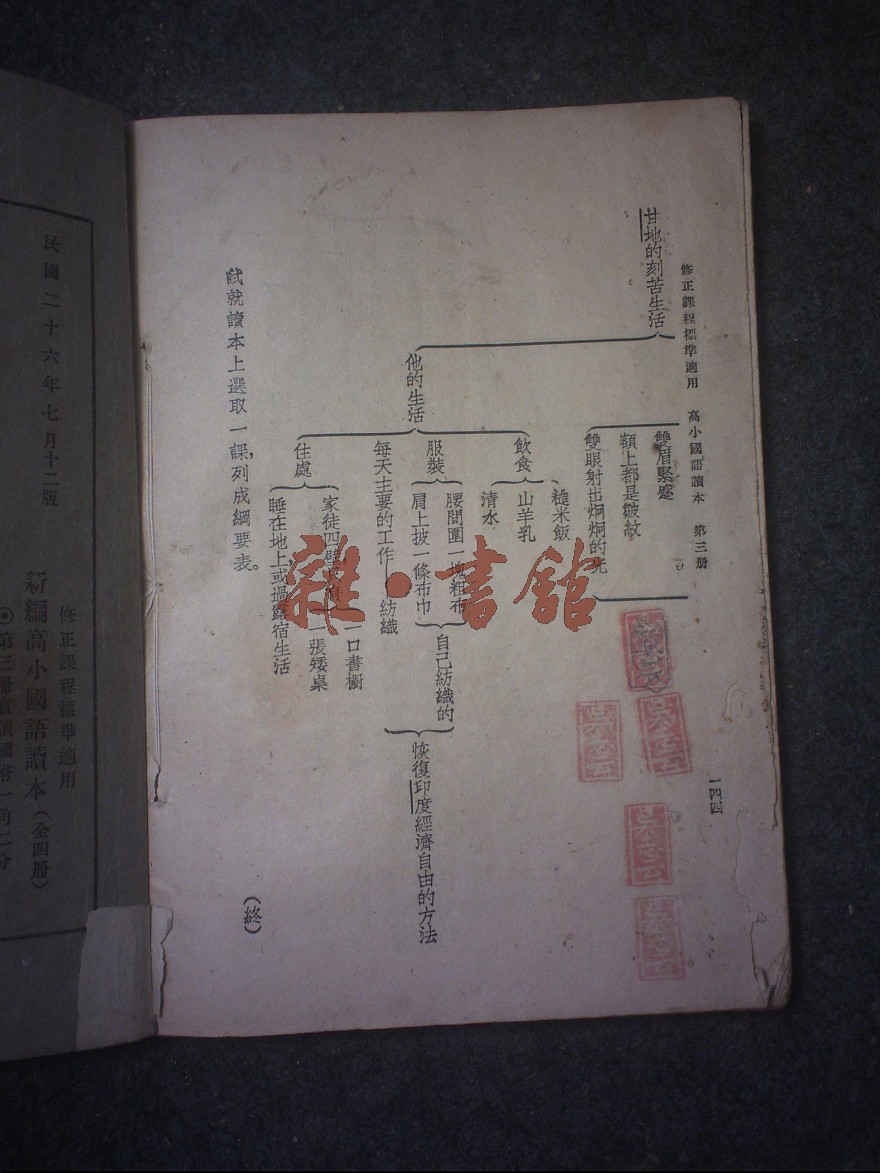 修正課程標準適用 高小國語讀本 第三册
一四四
甘地的刻苦生活
雙眉緊蹙
額上都是皺紋
雙眼射出烱烱的光
他的生活
飲食
糙米飯
山羊乳
清水
服裝
腰間圍一塊粗布
肩上披一條布巾
自己紡織的
每天主要的工作
紡織
恢復印度經濟自由的方法
住處
家徒四壁
一口書櫥
一張矮桌
睡在地上或過露宿生活
試就讀本上選取一課,列成綱要表。
(終)
雜·書館
修正課程標準適用
新編高小國語讀本(全四册)
民國二十六年七月十二版